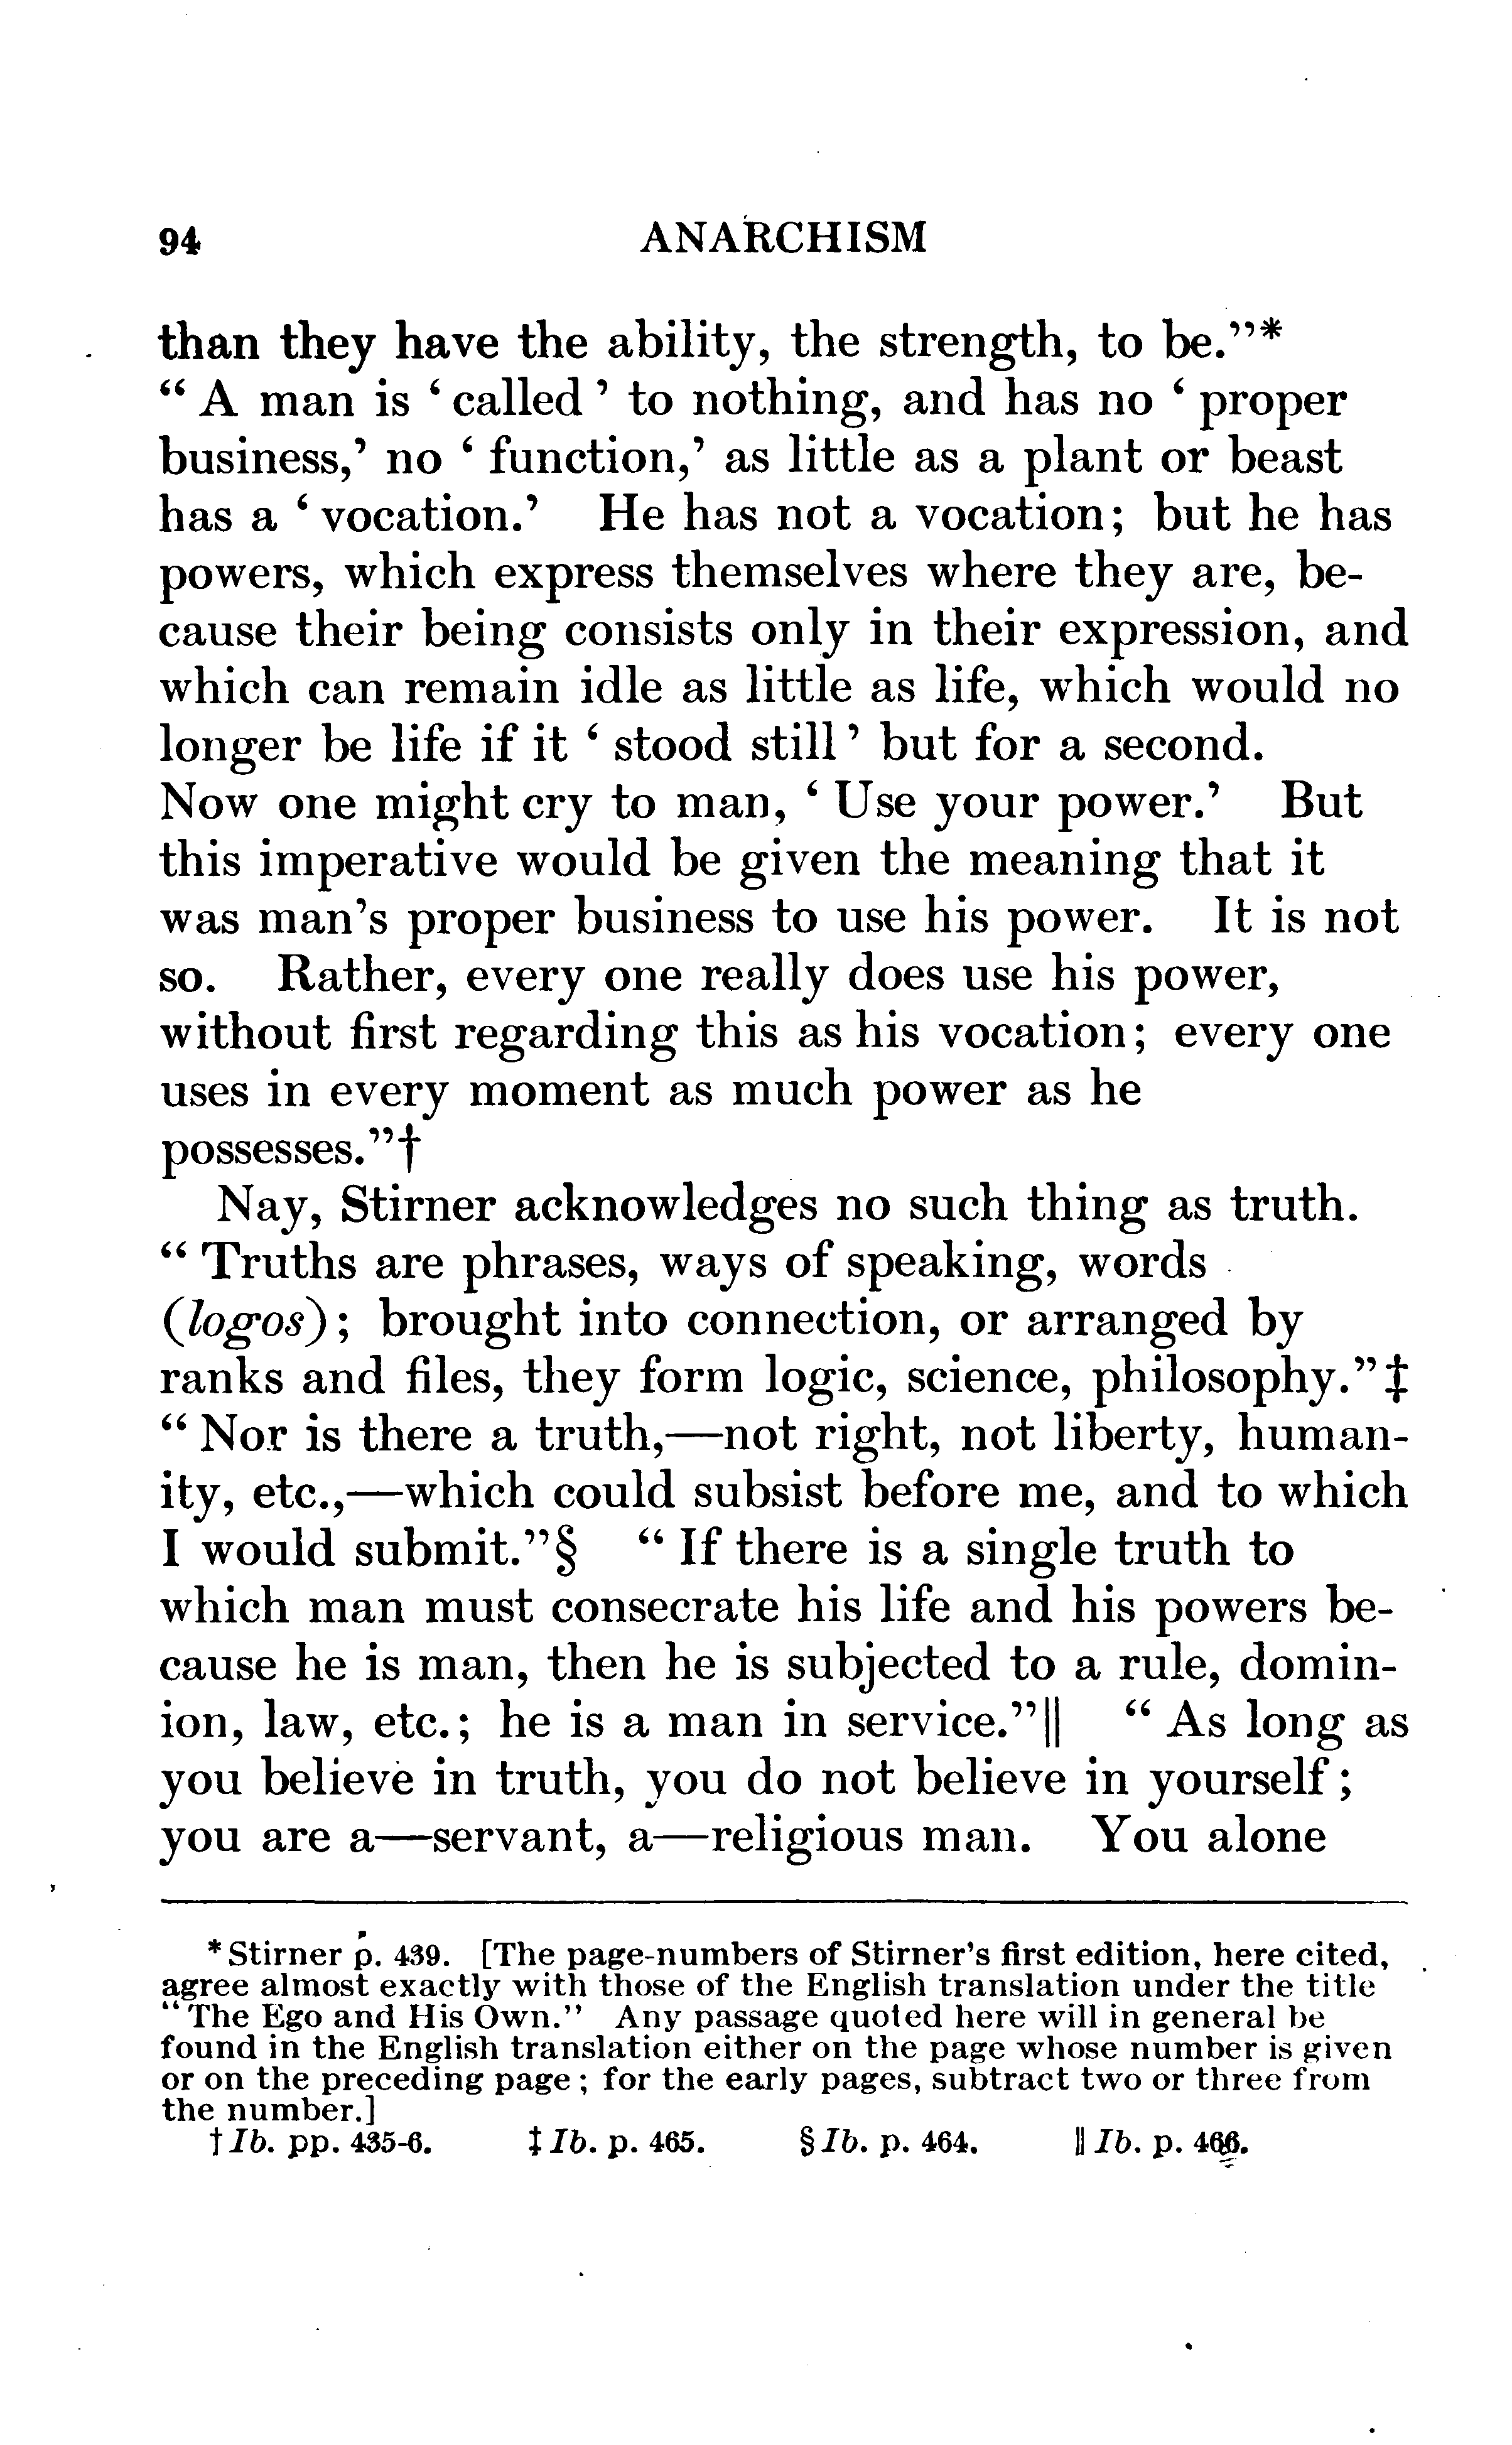 94 ANARCHISM
than they have the ability, the strength, to be."*
" A man is ' called ' to nothing, and has no ' proper
business,' no ' function,' as little as a plant or beast
has a ' vocation.' He has not a vocation; but he has
powers, which express themselves where they are, be-
cause their being consists only in their expression, and
which can remain idle as little as life, which would no
longer be life if it ' stood still ' but for a second.
Now one might cry to man, ' Use your power.' But
this imperative would be given the meaning that it
was man's proper business to use his power. It is not
so. Rather, every one really does use his power,
without first regarding this as his vocation; every one
uses in every moment as much power as he
possesses."†
Nay, Stirner acknowledges no such thing as truth.
" Truths are phrases, ways of speaking, words
(logos); brought into connection, or arranged by
ranks and files, they form logic, science, philosophy."‡
" Nor is there a truth,—not right, not liberty, human-
ity, etc.,—which could subsist before me, and to which
I would submit."§ " If there is a single truth to
which man must consecrate his life and his powers be-
cause he is man, then he is subjected to a rule, domin-
ion, law, etc.; he is a man in service."‖ " As long as
you believe in truth, you do not believe in yourself;
you are a—servant, a—religious man. You alone
* Stirner p. 439. [The page-numbers of Stirner's first edition, here cited,
agree almost exactly with those of the English translation under the title
"The Ego and His Own." Any passage quoted here will in general be
found in the English translation either on the page whose number is given
or on the preceding page; for the early pages, subtract two or three from
the number.]
† Ib. pp. 435-6. ‡ Ib. p. 465. § Ib. p. 464. ‖ Ib. p. 466.